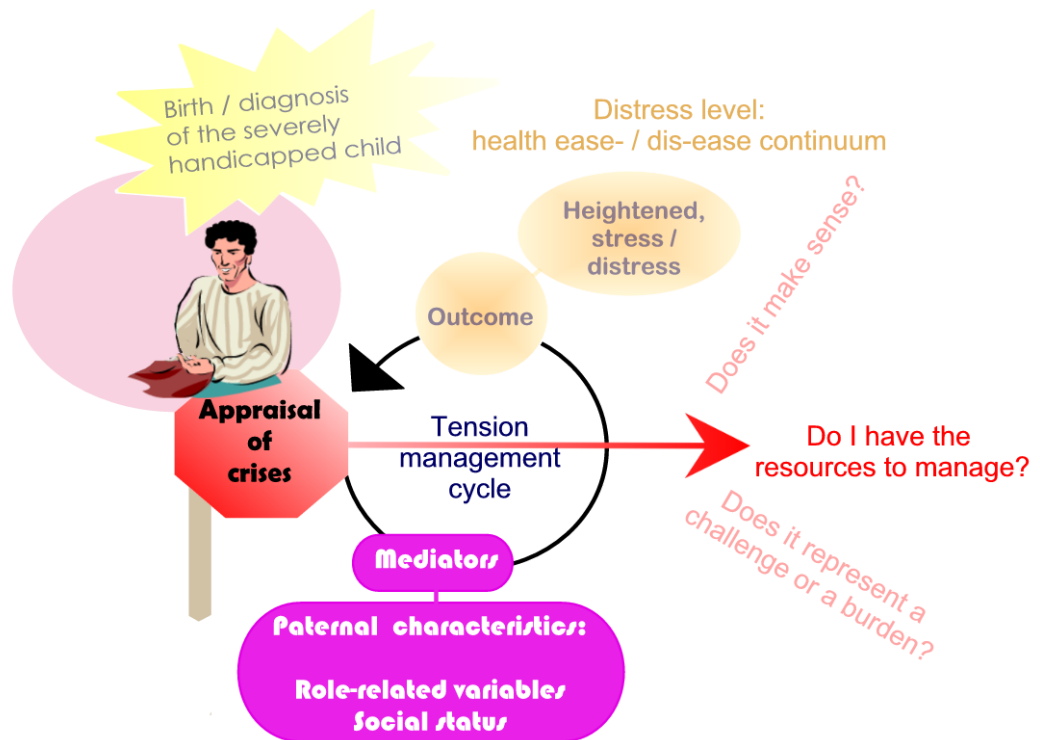 Birth / diagnosis
of the severely
handicapped child
Distress level:
health ease- / dis-ease continuum
Heightened,
stress /
distress
Outcome
Does it make sense?
Appraisal
of
crises
Tension
management
cycle
Do I have the
resources to manage?
Does it represent a
challenge or a burden?
Mediators
Paternal characteristics:
Role-related variables
Social status